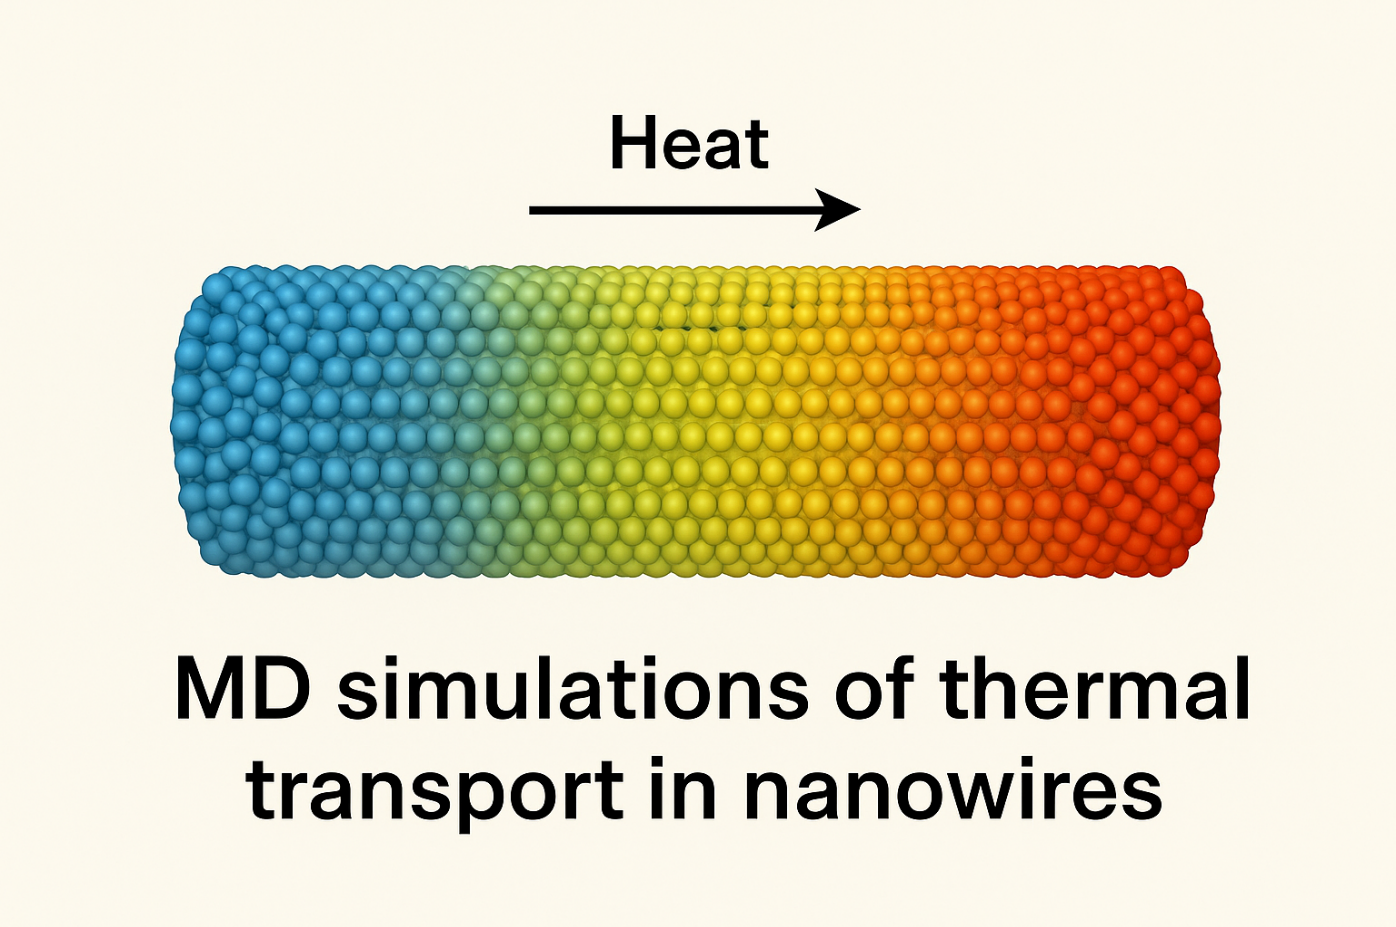 Heat
MD simulations of thermal
transport in nanowires